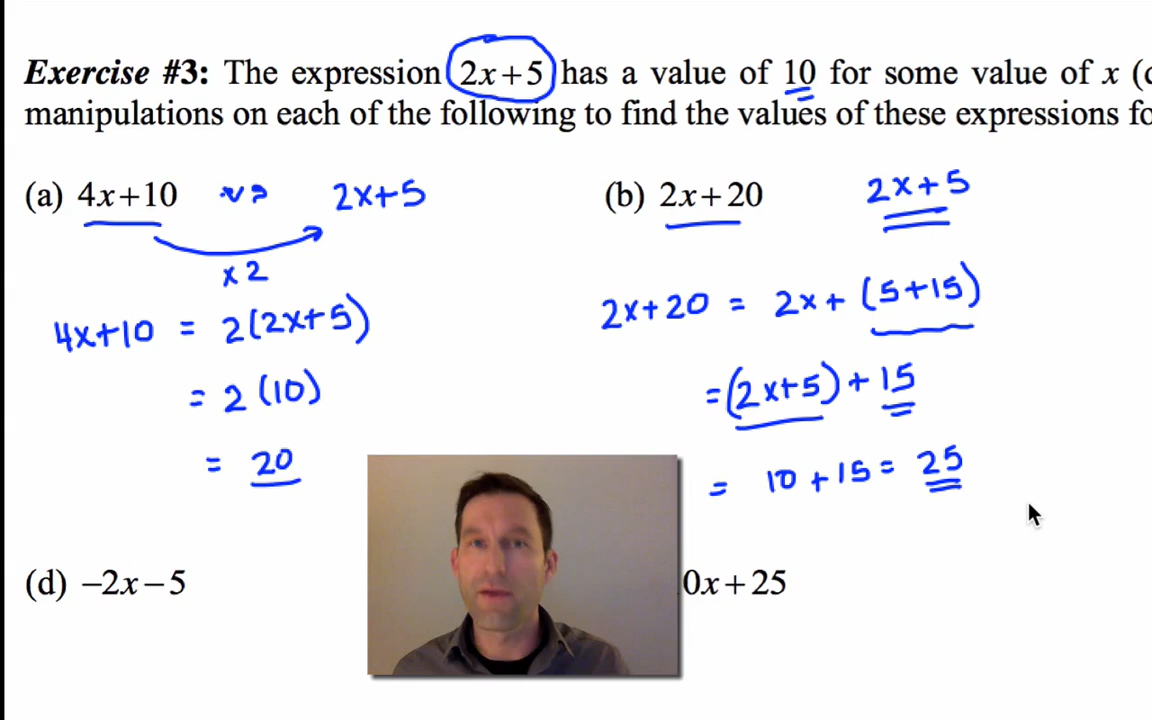 Exercise #3: The expression 2x+5 has a value of 10 for some value of x (
manipulations on each of the following to find the values of these expressions
(a) 4x+10 vs 2x+5
x 2
4x+10 = 2(2x+5)
= 2 (10)
= 20
(b) 2x+20 2x+5
2x+20 = 2x+ (5+15)
= (2x+5) + 15
= 10 +15 = 25
(d) −2x−5
0x+25